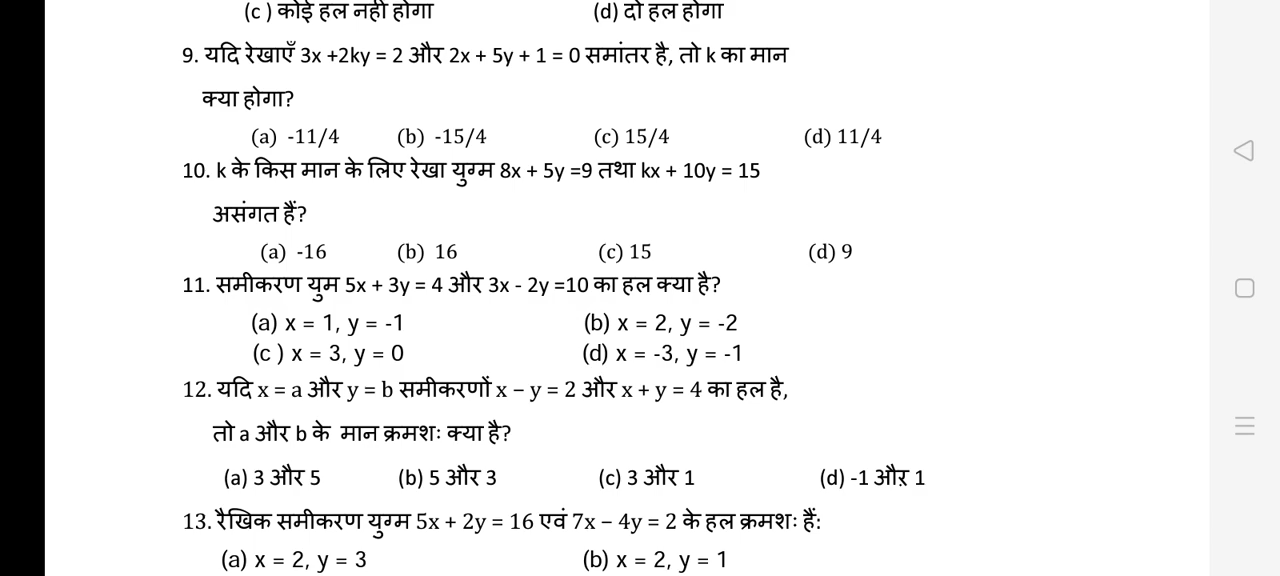 (c ) कोई हल नहीं होगा (d) दो हल होगा
9. यदि रेखाएँ 3x +2ky = 2 और 2x + 5y + 1 = 0 समांतर है, तो k का मान
क्या होगा?
(a) -11/4 (b) -15/4 (c) 15/4 (d) 11/4
10. k के किस मान के लिए रेखा युग्म 8x + 5y =9 तथा kx + 10y = 15
असंगत हैं?
(a) -16 (b) 16 (c) 15 (d) 9
11. समीकरण युम 5x + 3y = 4 और 3x - 2y =10 का हल क्या है?
(a) x = 1, y = -1 (b) x = 2, y = -2
(c ) x = 3, y = 0 (d) x = -3, y = -1
12. यदि x = a और y = b समीकरणों x – y = 2 और x + y = 4 का हल है,
तो a और b के मान क्रमशः क्या है?
(a) 3 और 5 (b) 5 और 3 (c) 3 और 1 (d) -1 और 1
13. रैखिक समीकरण युग्म 5x + 2y = 16 एवं 7x – 4y = 2 के हल क्रमशः हैं:
(a) x = 2, y = 3 (b) x = 2, y = 1